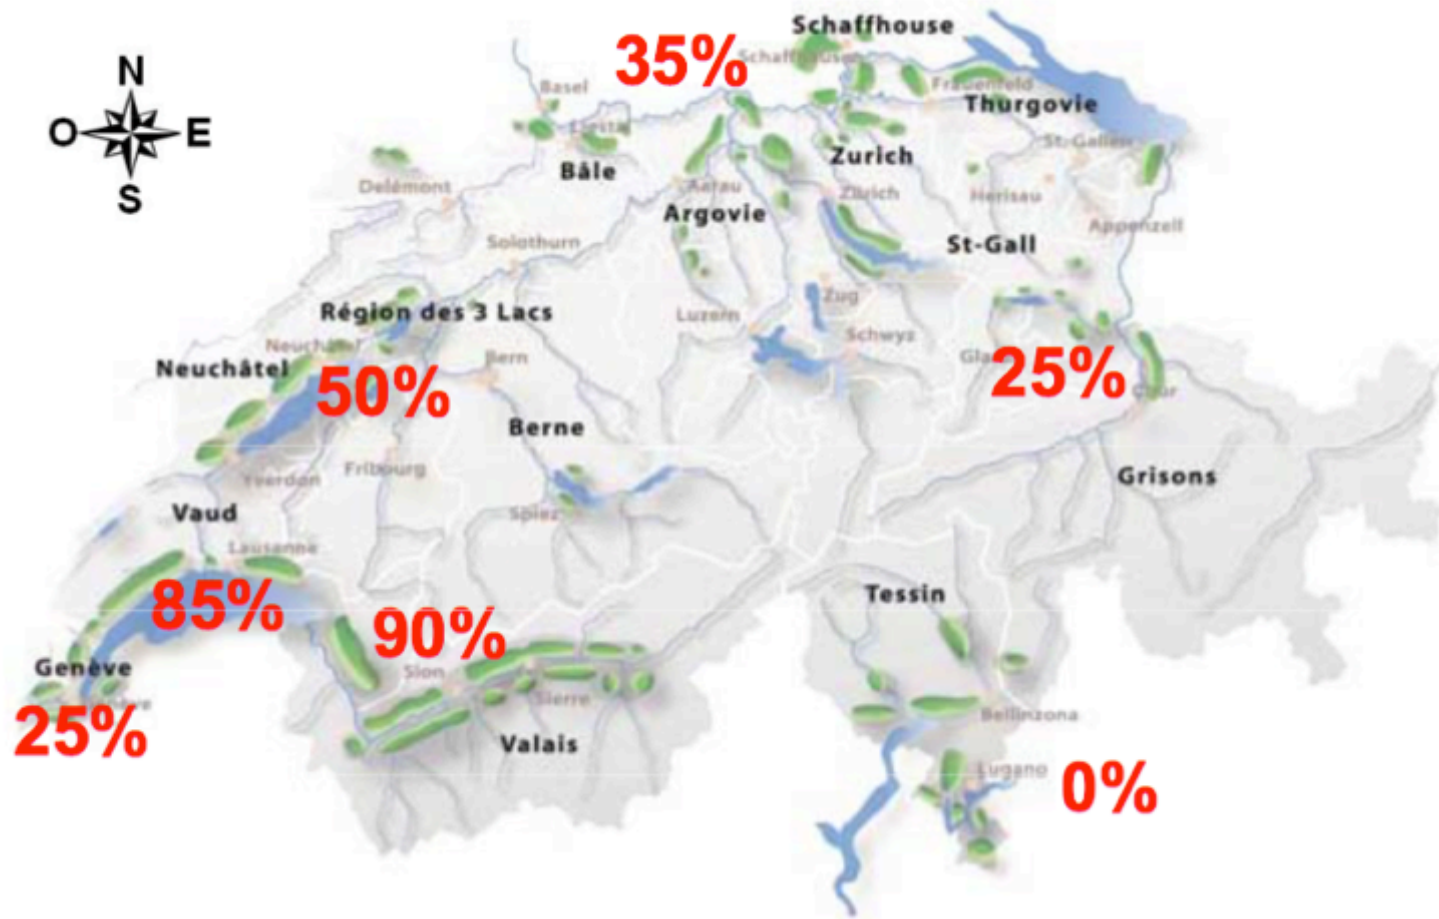 Schaffhouse
35%
Schaffhausen
N
Basel
Frauenfeld
Thurgovie
O
E
Liestal
St. Gallen
Zurich
Bâle
S
Delémont
Aarau
Zürich
Herisau
Argovie
Appenzell
Solothurn
St-Gall
Zug
Région des 3 Lacs
Luzern
Schwyz
Neuchâtel
Bern
Neuchâtel
25%
50%
Chur
Berne
Fribourg
Yverdon
Grisons
Vaud
Spiez
Lausanne
Tessin
85%
90%
Genève
Sion
Sierre
Bellinzona
25%
Valais
Lugano
0%